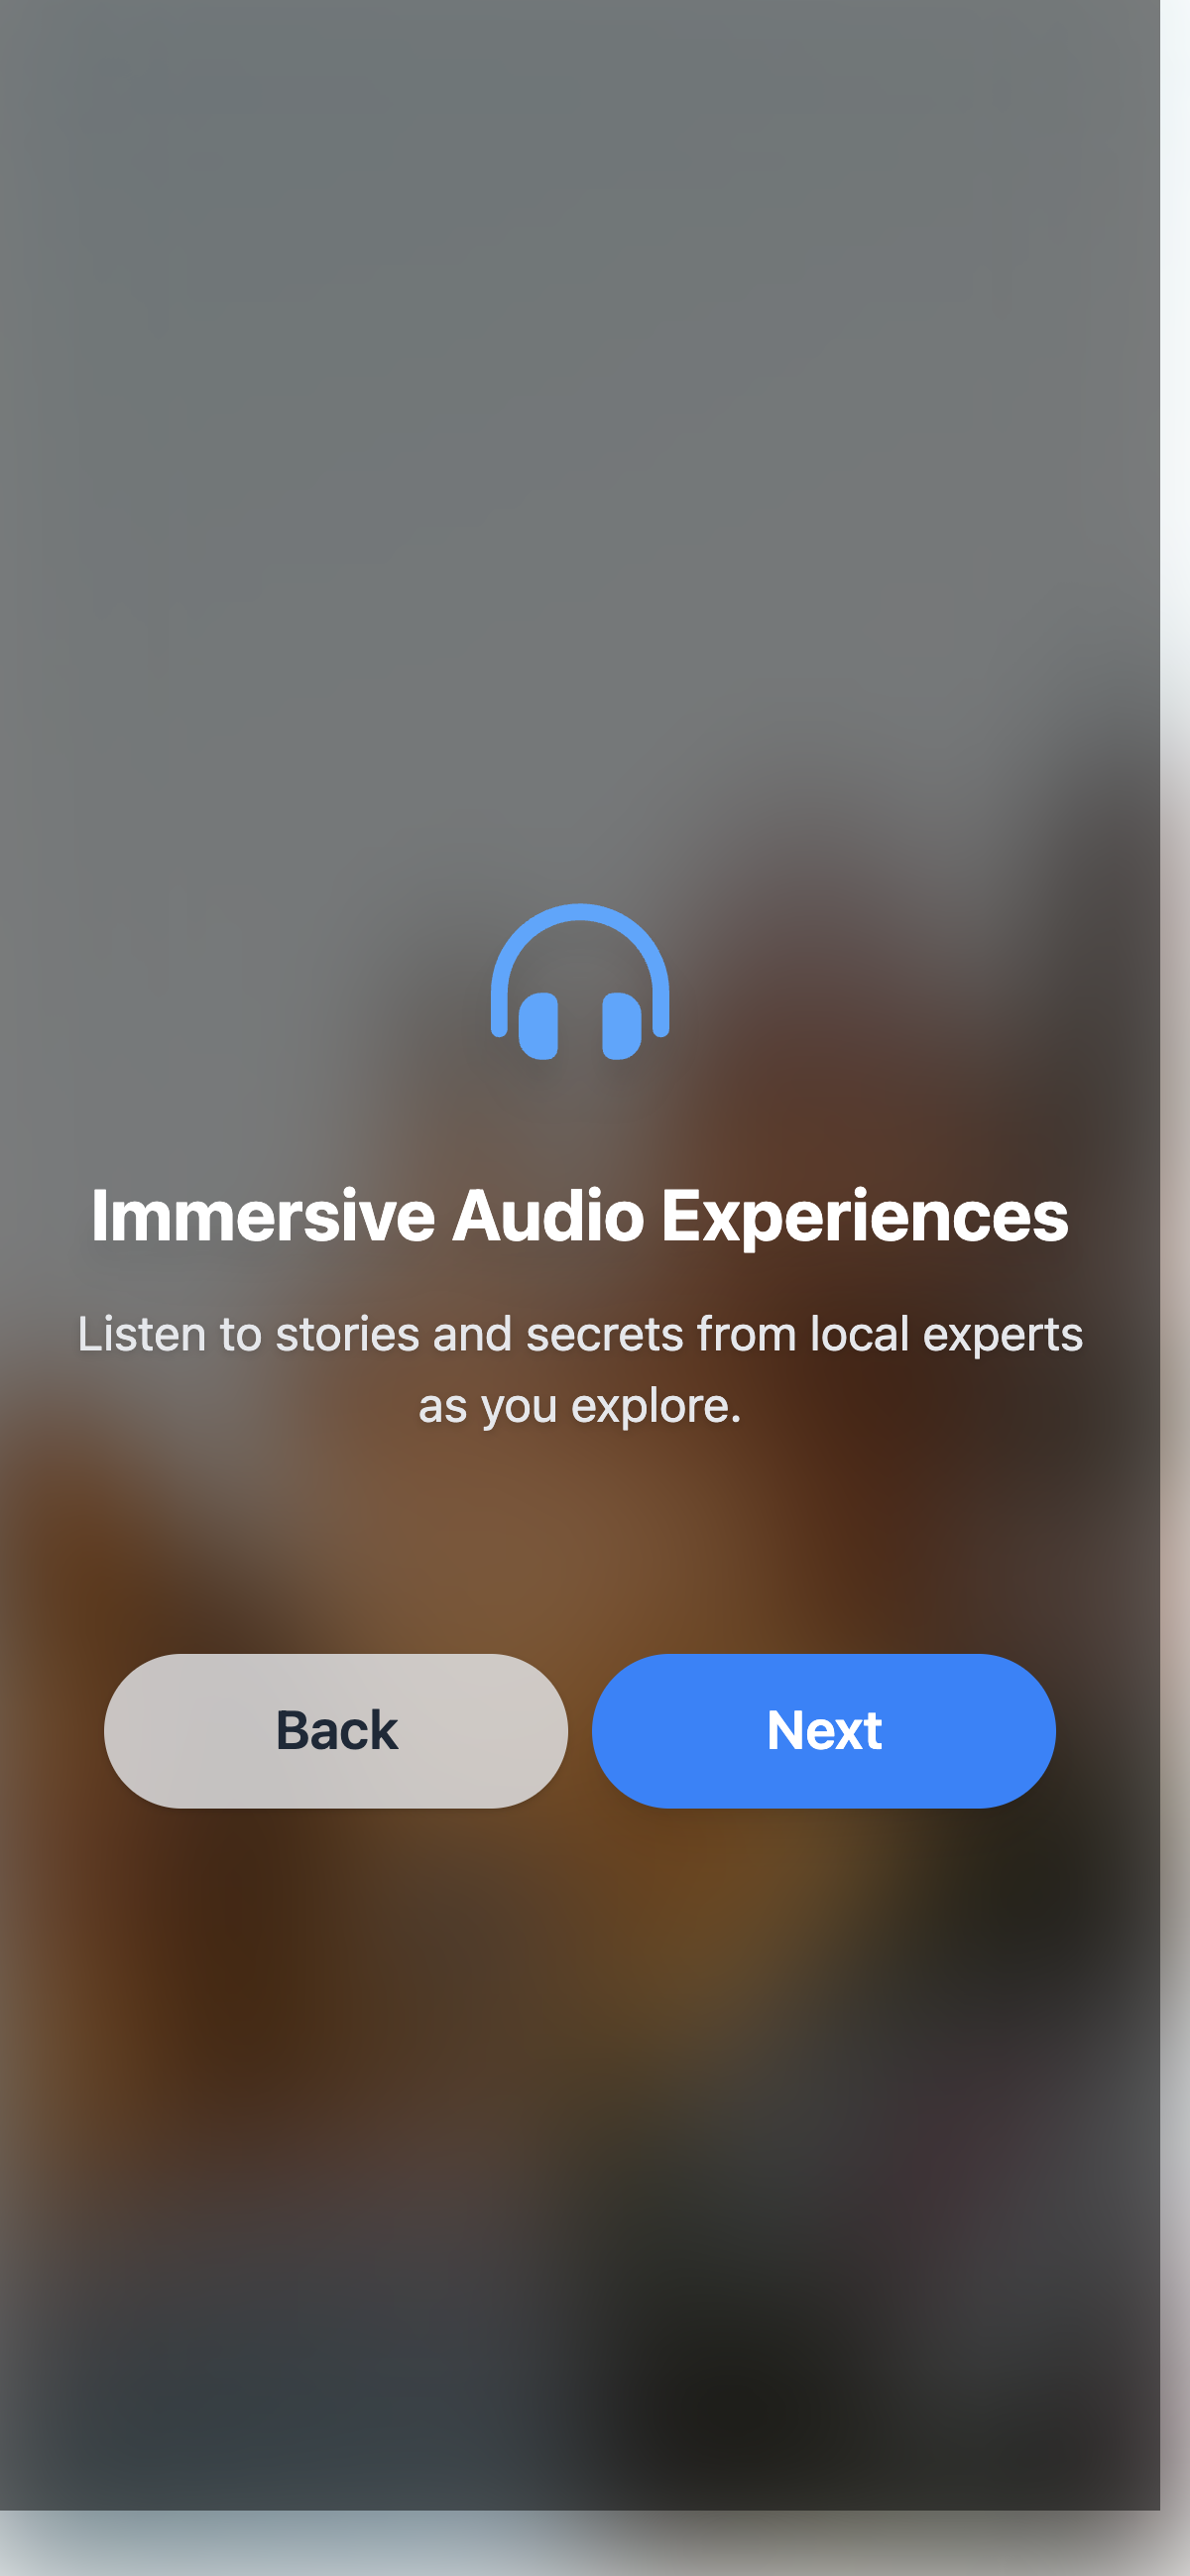 Immersive Audio Experiences
Listen to stories and secrets from local experts
as you explore.
Back
Next